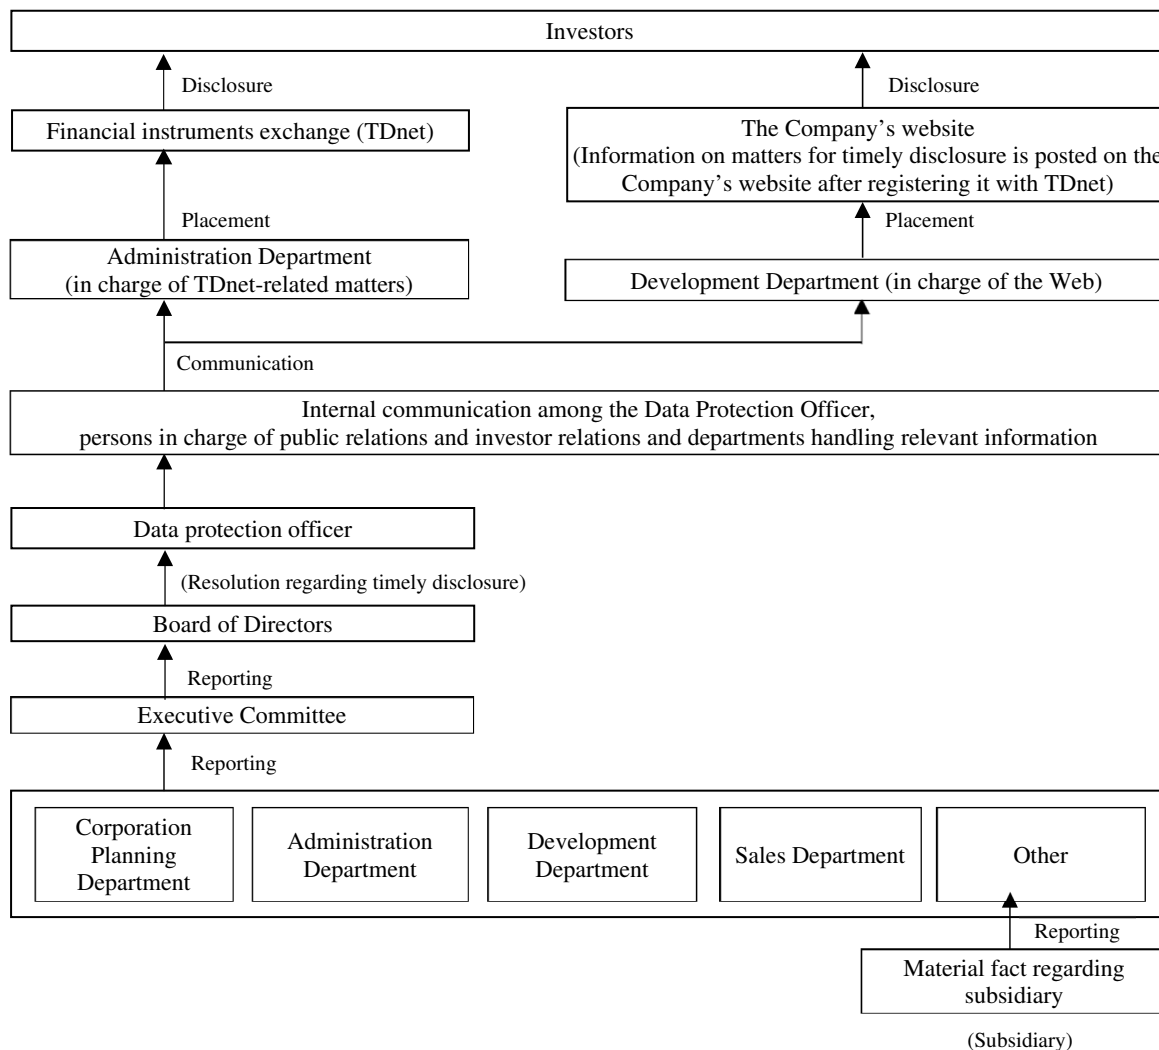 Investors
Disclosure
Disclosure
Financial instruments exchange (TDnet)
The Company's website
(Information on matters for timely disclosure is posted on the
Company's website after registering it with TDnet)
Placement
Placement
Administration Department
(in charge of TDnet-related matters)
Development Department (in charge of the Web)
Communication
Internal communication among the Data Protection Officer,
persons in charge of public relations and investor relations and departments handling relevant information
Data protection officer
(Resolution regarding timely disclosure)
Board of Directors
Reporting
Executive Committee
Reporting
Corporation
Planning
Department
Administration
Department
Development
Department
Sales Department
Other
Reporting
Material fact regarding
subsidiary
(Subsidiary)